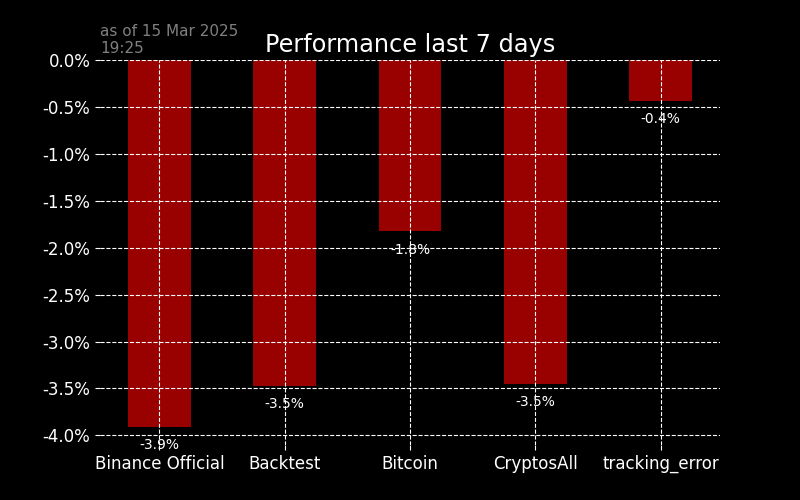 as of 15 Mar 2025
19:25
Performance last 7 days
0.0%
-0.5%
-1.0%
-1.5%
-2.0%
-2.5%
-3.0%
-3.5%
-4.0%
-3.9%
-3.5%
-1.8%
-3.5%
-0.4%
Binance Official
Backtest
Bitcoin
CryptosAll
tracking_error